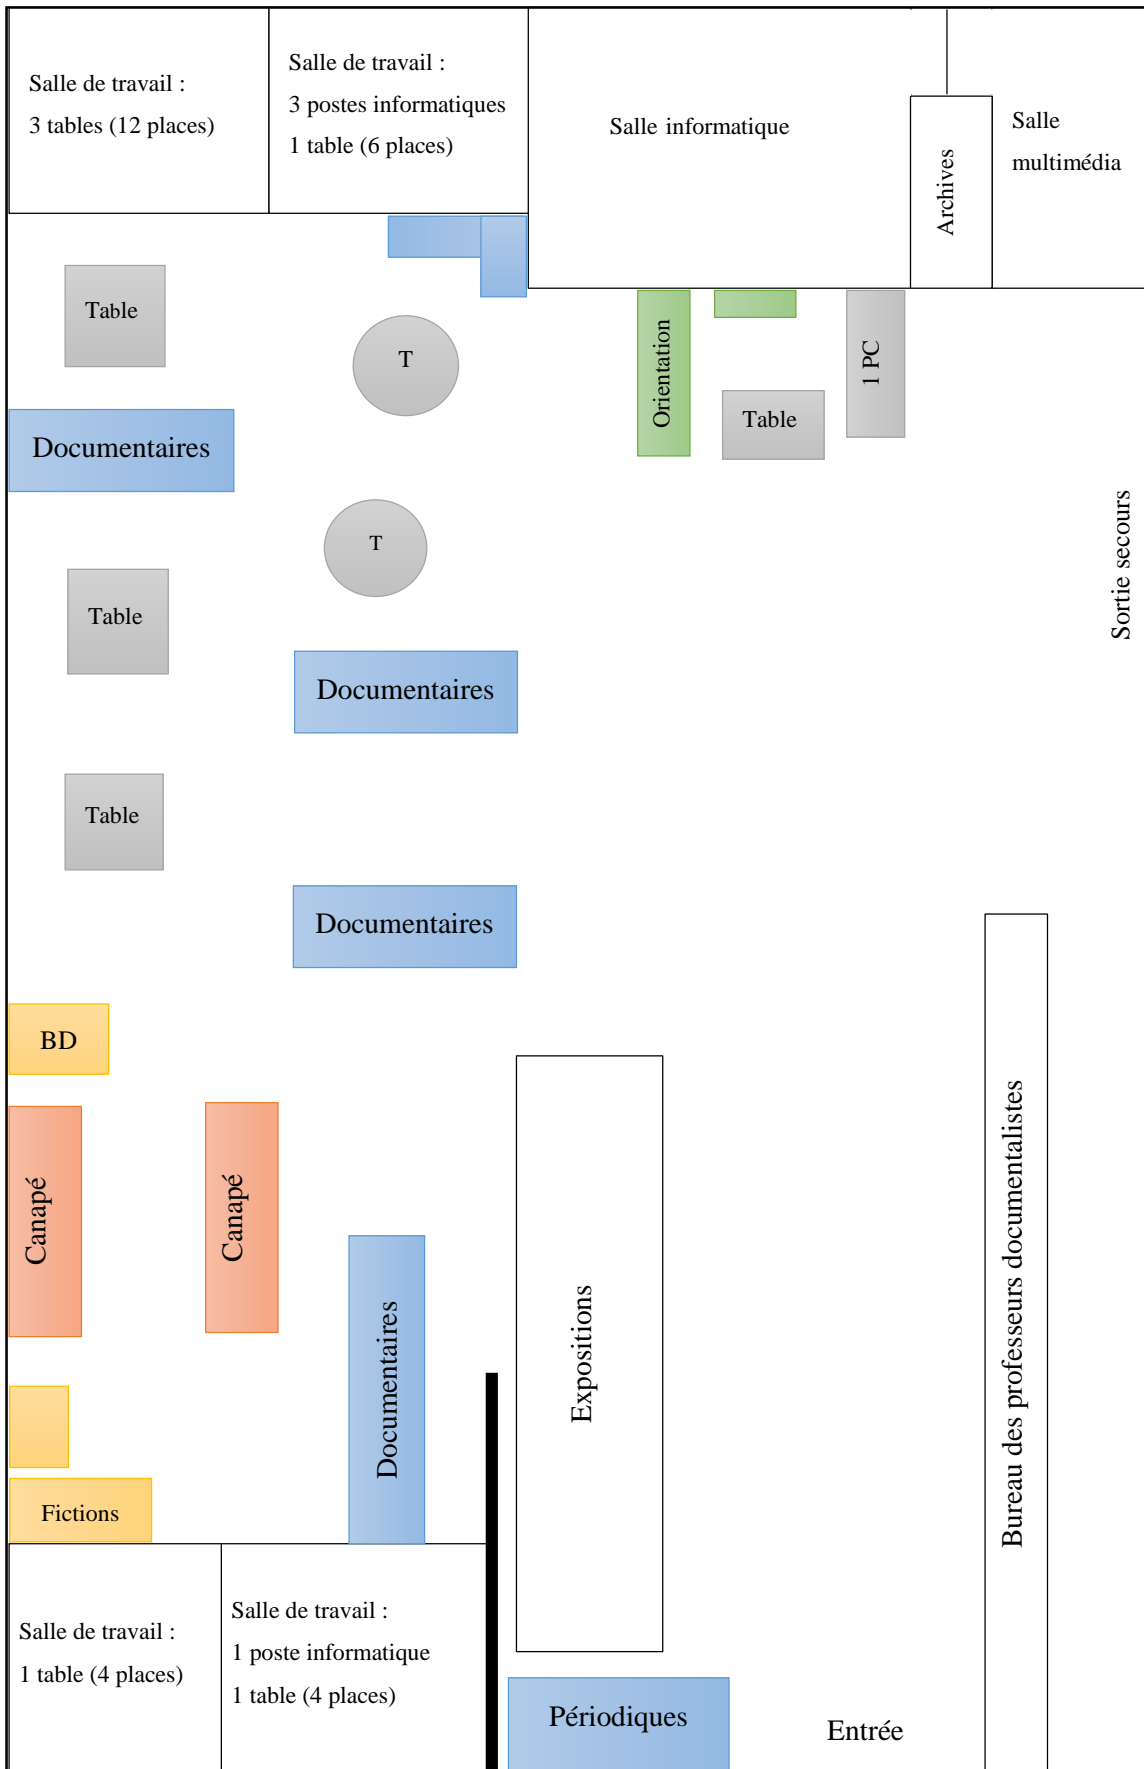 Salle de travail :
3 tables (12 places)
Salle de travail :
3 postes informatiques
1 table (6 places)
Salle informatique
Archives
Salle
multimédia
Table
T
Orientation
Table
1 PC
Documentaires
Sortie secours
T
Table
Documentaires
Table
Documentaires
BD
Canapé
Canapé
Documentaires
Expositions
Bureau des professeurs documentalistes
Fictions
Salle de travail :
1 table (4 places)
Salle de travail :
1 poste informatique
1 table (4 places)
Périodiques
Entrée